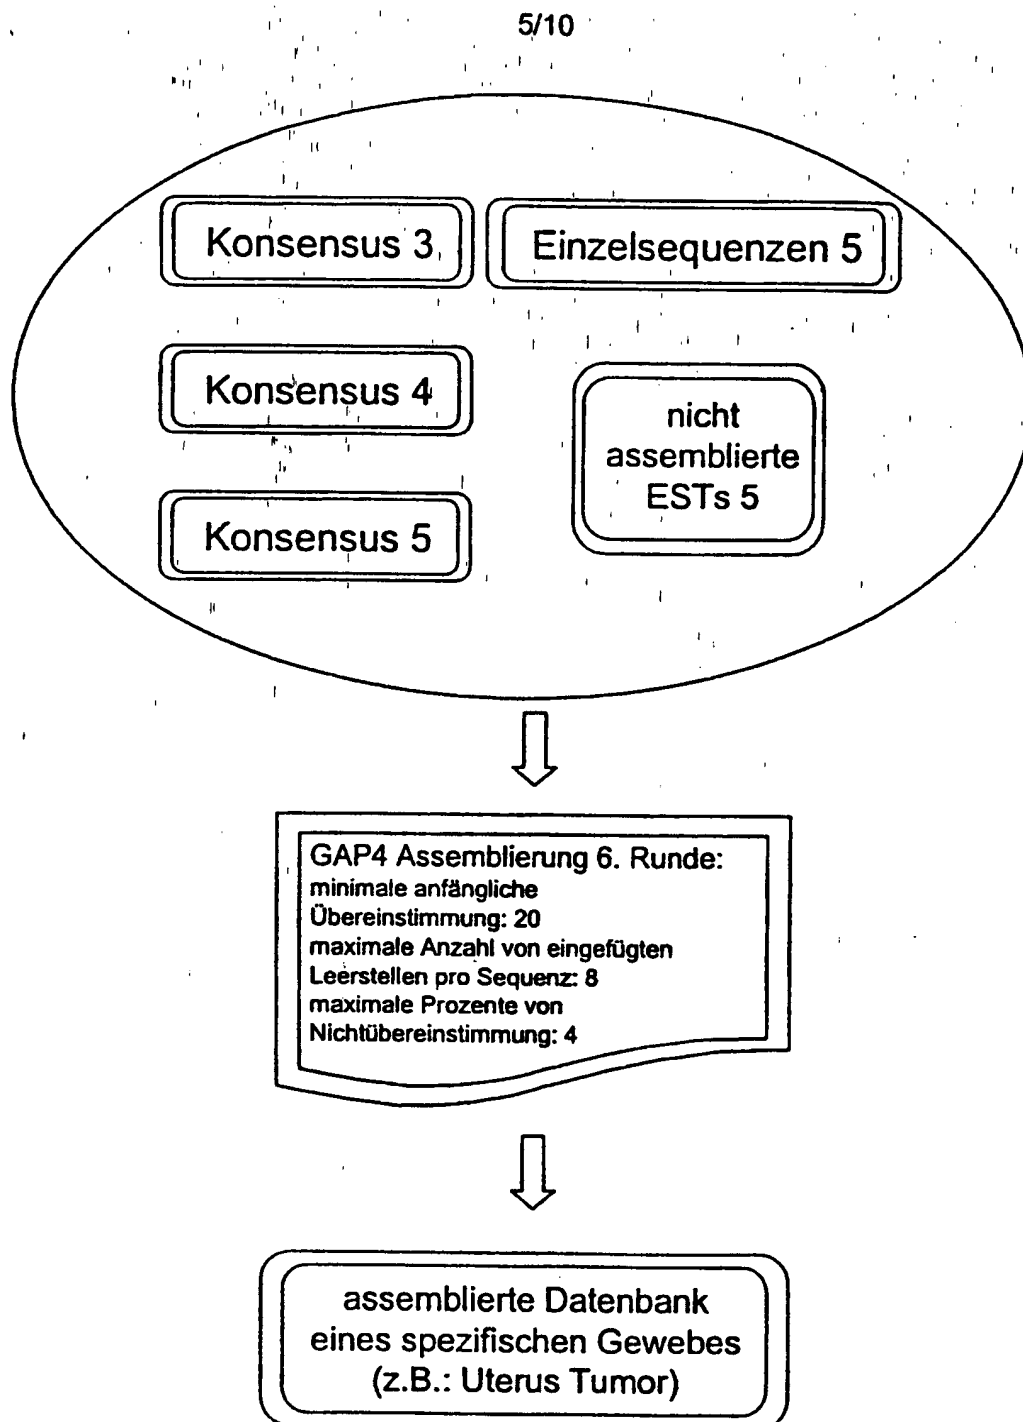 5/10
Konsensus 3
Einzelsequenzen 5
Konsensus 4
nicht
assemblierte
ESTs 5
Konsensus 5
GAP4 Assemblierung 6. Runde:
minimale anfängliche
Übereinstimmung: 20
maximale Anzahl von eingefügten
Leerstellen pro Sequenz: 8
maximale Prozente von
Nichtübereinstimmung: 4
assemblierte Datenbank
eines spezifischen Gewebes
(z.B.: Uterus Tumor)